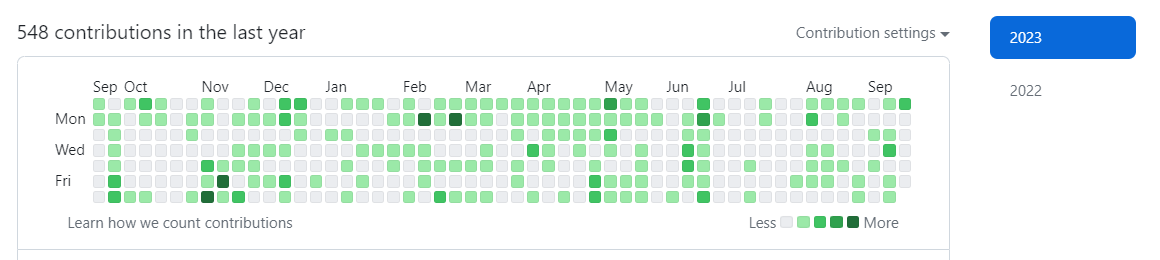 548 contributions in the last year
Contribution settings
2023
2022
Sep Oct Nov Dec Jan Feb Mar Apr May Jun Jul Aug Sep
Mon
Wed
Fri
Learn how we count contributions
Less More